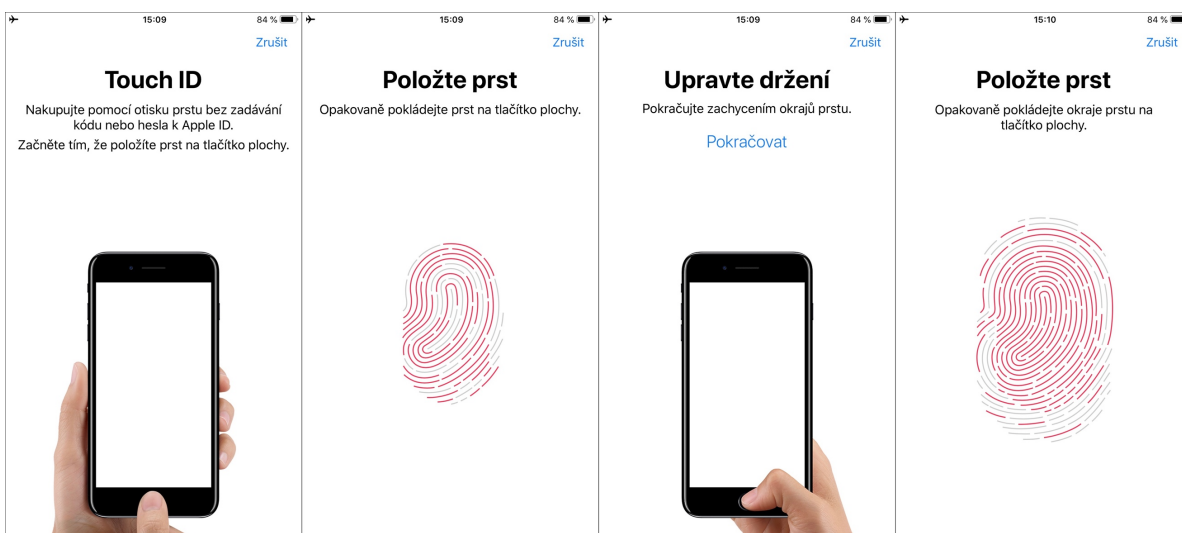 15:09
84 %
Zrušit
Touch ID
Nakupujte pomocí otisku prstu bez zadávání
kódu nebo hesla k Apple ID.
Začněte tím, že položíte prst na tlačítko plochy.
15:09
84 %
Zrušit
Položte prst
Opakovaně pokládejte prst na tlačítko plochy.
15:09
84 %
Zrušit
Upravte držení
Pokračujte zachycením okrajů prstu.
Pokračovat
15:10
84 %
Zrušit
Položte prst
Opakovaně pokládejte okraje prstu na
tlačítko plochy.